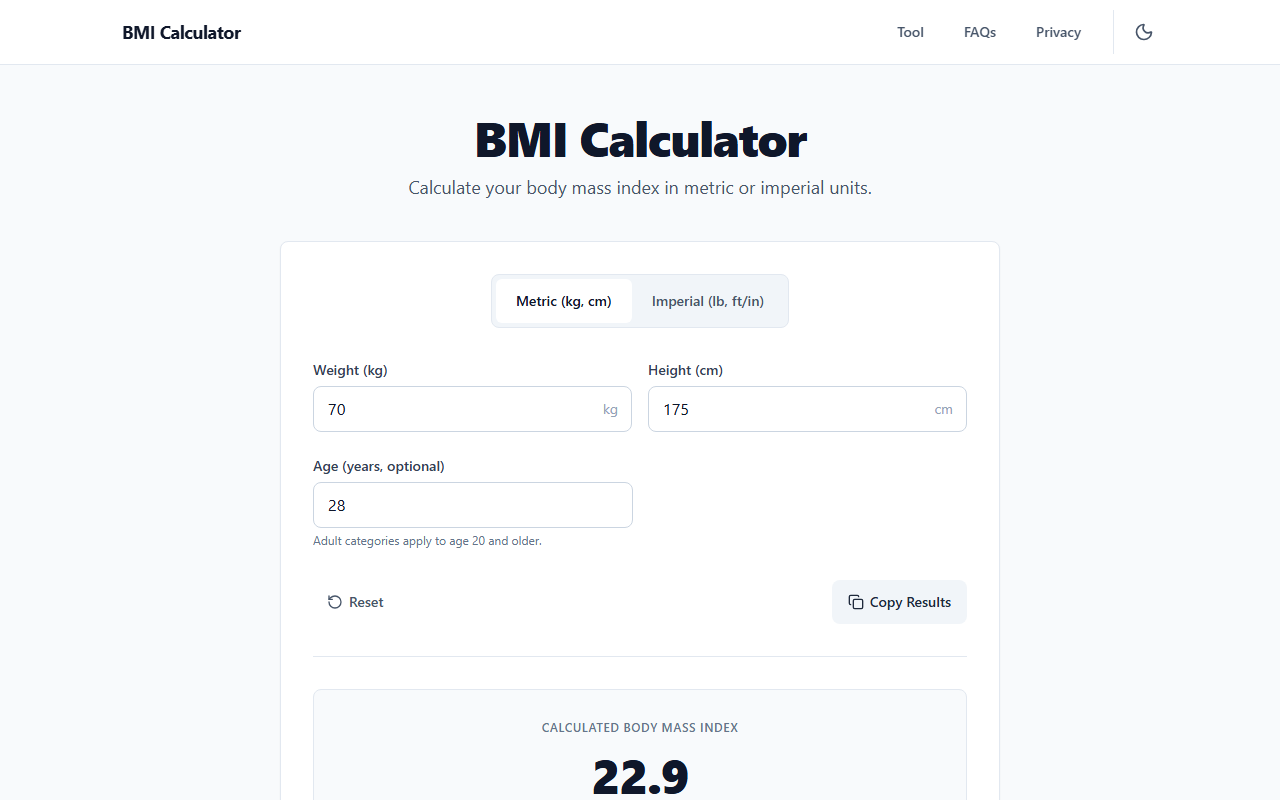 BMI Calculator
Tool FAQs Privacy
BMI Calculator
Calculate your body mass index in metric or imperial units.
Metric (kg, cm) Imperial (lb, ft/in)
Weight (kg) Height (cm)
70 kg 175 cm
Age (years, optional)
28
Adult categories apply to age 20 and older.
Reset Copy Results
CALCULATED BODY MASS INDEX
22.9